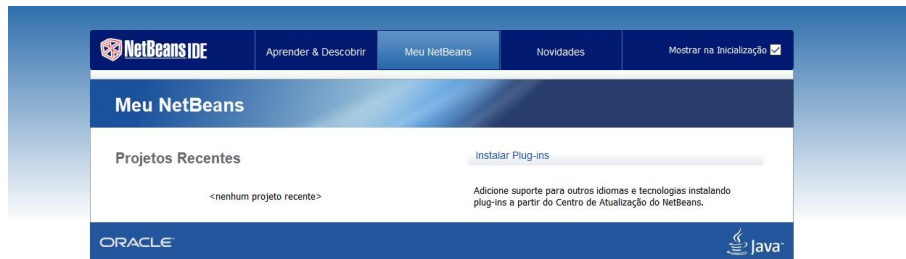 NetBeans IDE
Aprender & Descobrir
Meu NetBeans
Novidades
Mostrar na Inicialização
Meu NetBeans
Projetos Recentes
<nenhum projeto recente>
Instalar Plug-ins
Adicione suporte para outros idiomas e tecnologias instalando
plug-ins a partir do Centro de Atualização do NetBeans.
ORACLE
Java